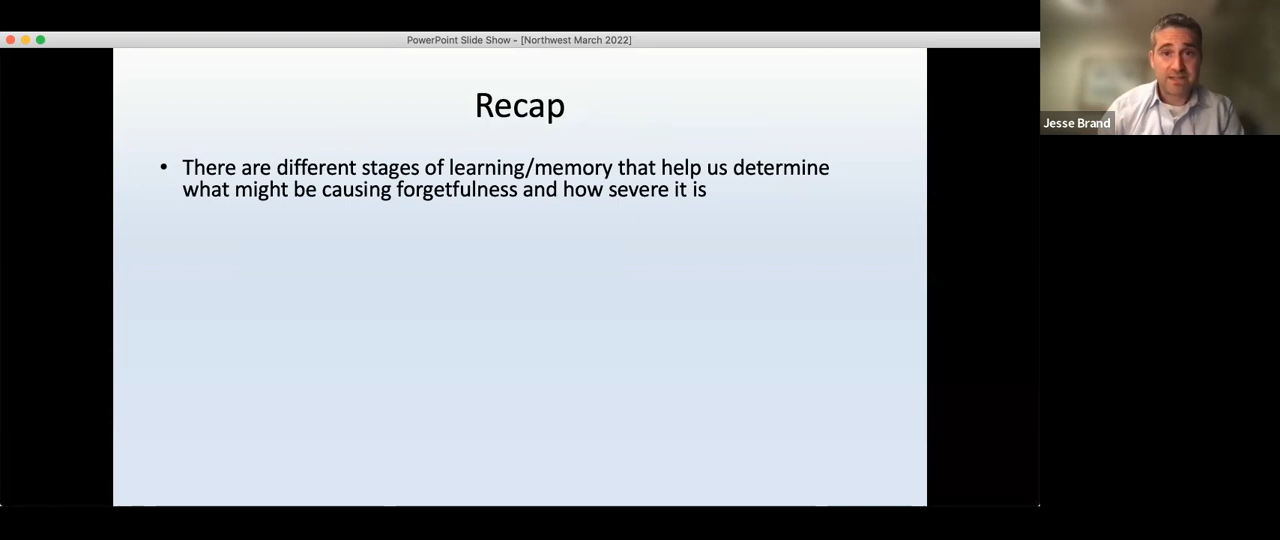 PowerPoint Slide Show - [Northwest March 2022]
Recap
• There are different stages of learning/memory that help us determine
what might be causing forgetfulness and how severe it is
Jesse Brand